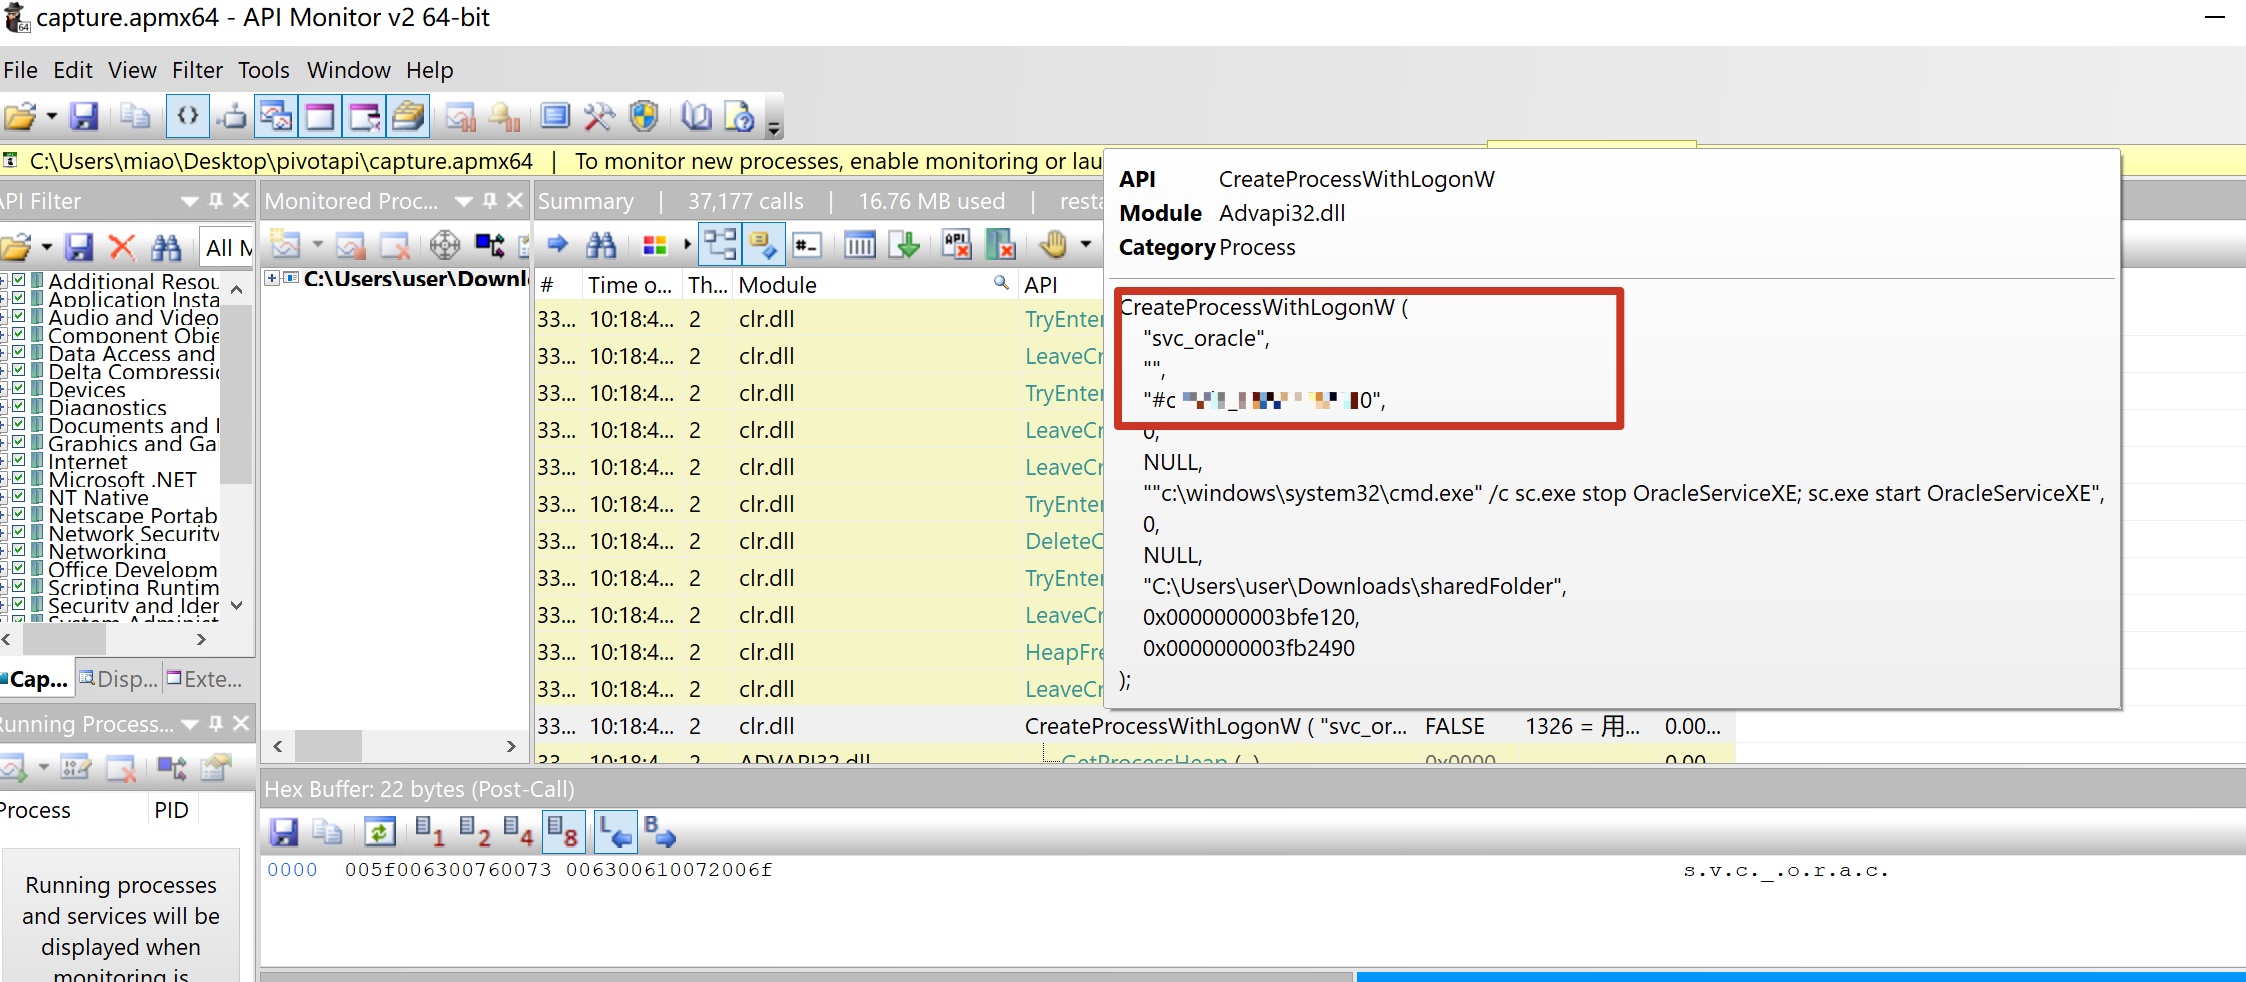 capture.apmx64 - API Monitor v2 64-bit
File Edit View Filter Tools Window Help
C:\Users\miao\Desktop\pivotapi\capture.apmx64 | To monitor new processes, enable monitoring or lau
API Filter
All M
Additional Resou
Application Insta
Audio and Video
Component Obje
Data Access and
Delta Compressio
Devices
Diagnostics
Documents and
Graphics and Ga
Internet
Microsoft .NET
NT Native
Netscape Portab
Network Security
Networking
Office Developm
Scripting Runtim
Security and Iden
System Administ
Cap... Disp... Exte...
Running Process...
Process PID
Running processes
and services will be
displayed when
monitoring is
Monitored Proc...
C:\Users\user\Downl
Summary | 37,177 calls | 16.76 MB used | resta
# Time o... Th... Module API
33... 10:18:4... 2 clr.dll TryEnter
33... 10:18:4... 2 clr.dll LeaveCr
33... 10:18:4... 2 clr.dll TryEnter
33... 10:18:4... 2 clr.dll LeaveCr
33... 10:18:4... 2 clr.dll LeaveCr
33... 10:18:4... 2 clr.dll TryEnter
33... 10:18:4... 2 clr.dll DeleteC
33... 10:18:4... 2 clr.dll TryEnter
33... 10:18:4... 2 clr.dll LeaveCr
33... 10:18:4... 2 clr.dll HeapFre
33... 10:18:4... 2 clr.dll LeaveCr
33... 10:18:4... 2 clr.dll CreateProcessWithLogonW ( "svc_or... FALSE 1326 = 用... 0.00...
33... 10:18:4... 2 ADVAPI32.dll GetProcessHeap ( ) 0x0000... 0.00...
API CreateProcessWithLogonW
Module Advapi32.dll
Category Process
CreateProcessWithLogonW (
"svc_oracle",
"",
"#c 0",
0,
NULL,
""c:\windows\system32\cmd.exe" /c sc.exe stop OracleServiceXE; sc.exe start OracleServiceXE",
0,
NULL,
"C:\Users\user\Downloads\sharedFolder",
0x0000000003bfe120,
0x0000000003fb2490
);
Hex Buffer: 22 bytes (Post-Call)
0000 005f006300760073 006300610072006f s.v.c._.o.r.a.c.